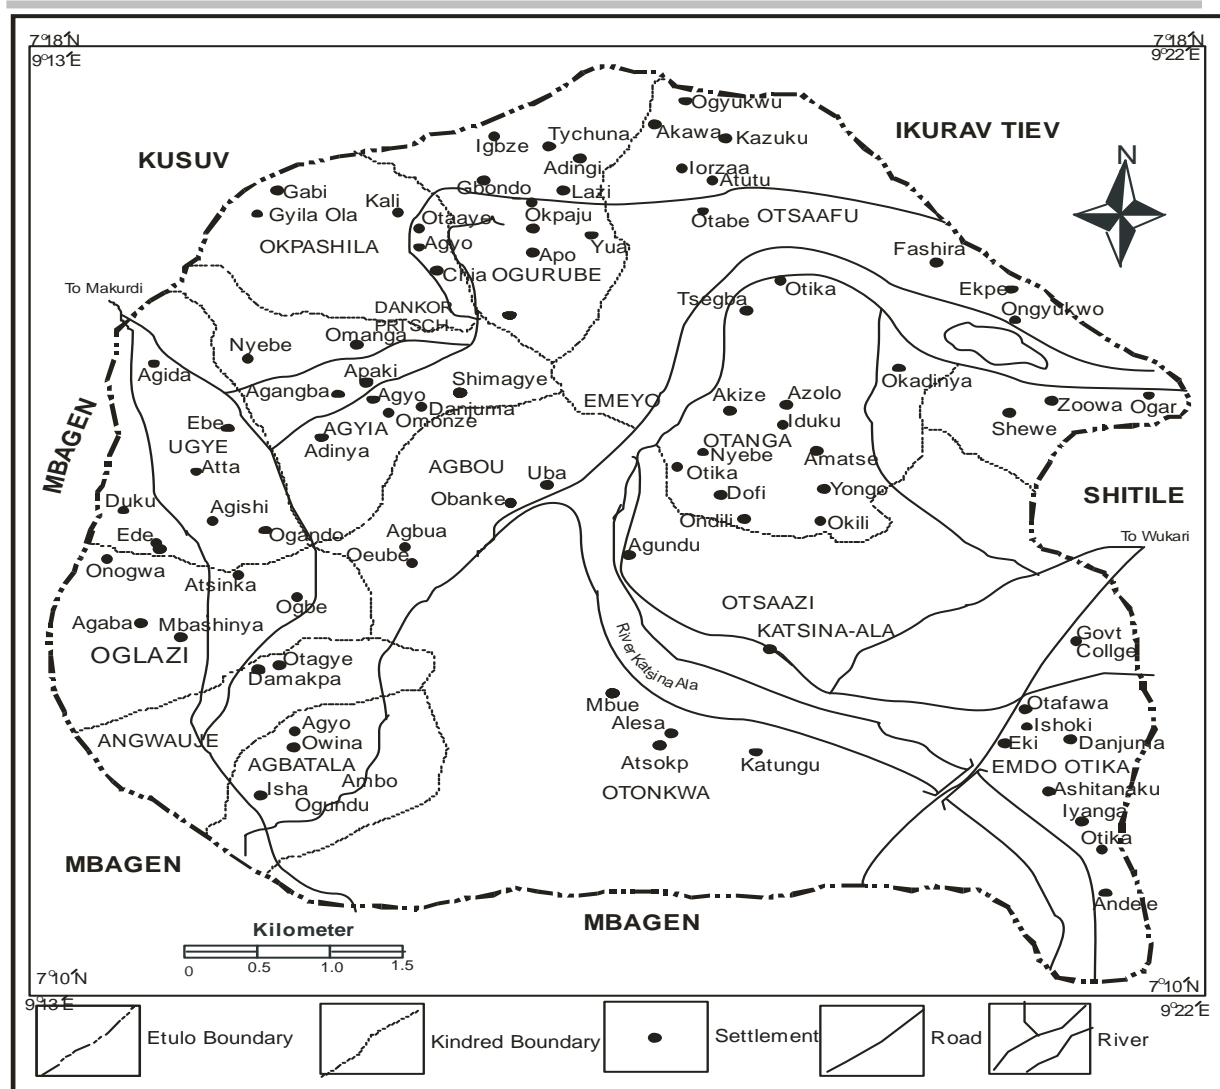 7°18´N
7°18´N
9°13´E
9°22´E
Ogyukwu
IKURAV TIEV
Tychuna
Akawa
Kazuku
Igbze
KUSUV
Adingi
Iorzaa
N
Gbondo
Atutu
Gabi
Lazi
Kali
Gyila Ola
Otaaye
Okpaju
Otabe
OTSAAFU
OKPASHILA
Agyo
Yua
Fashira
Apo
Chia
OGURUBE
To Makurdi
Otika
Ekpe
Tsegba
DANKOR
Ongyukwo
PRTSCH
Omanga
Nyebe
Agida
Apaki
Shimagye
Okadinya
Agangba
Agyo
EMEYO
Akize
Azolo
Zoowa
Ogar
Danjuma
Ebe
Omonze
Iduku
Shewe
AGYIA
UGYE
Adinya
OTANGA
MBAGEN
Nyebe
Amatse
Atta
AGBOU
Uba
Otika
Duku
Obanke
Dofi
Yongo
SHITILE
Agishi
Ondili
Okili
Ede
Ogando
Agbua
To Wukari
Oeube
Agundu
Onogwa
Atsinka
Ogbe
OTSAAZI
Agaba
Mbashinya
KATSINA-ALA
Govt
Collge
OGLAZI
Otagye
River Katsina Ala
Damakpa
Mbue
Otafawa
Agyo
Alesa
Ishoki
ANGWAUJE
Owina
Eki
Danjuma
AGBATALA
Atsokp
Katungu
EMDO OTIKA
Ambo
Isha
OTONKWA
Ashitanaku
Ogundu
Iyanga
Otika
MBAGEN
Andele
MBAGEN
Kilometer
0 0.5 1.0 1.5
7°10´N
7°10´N
9°13´E
9°22´E
Etulo Boundary
Kindred Boundary
Settlement
Road
River